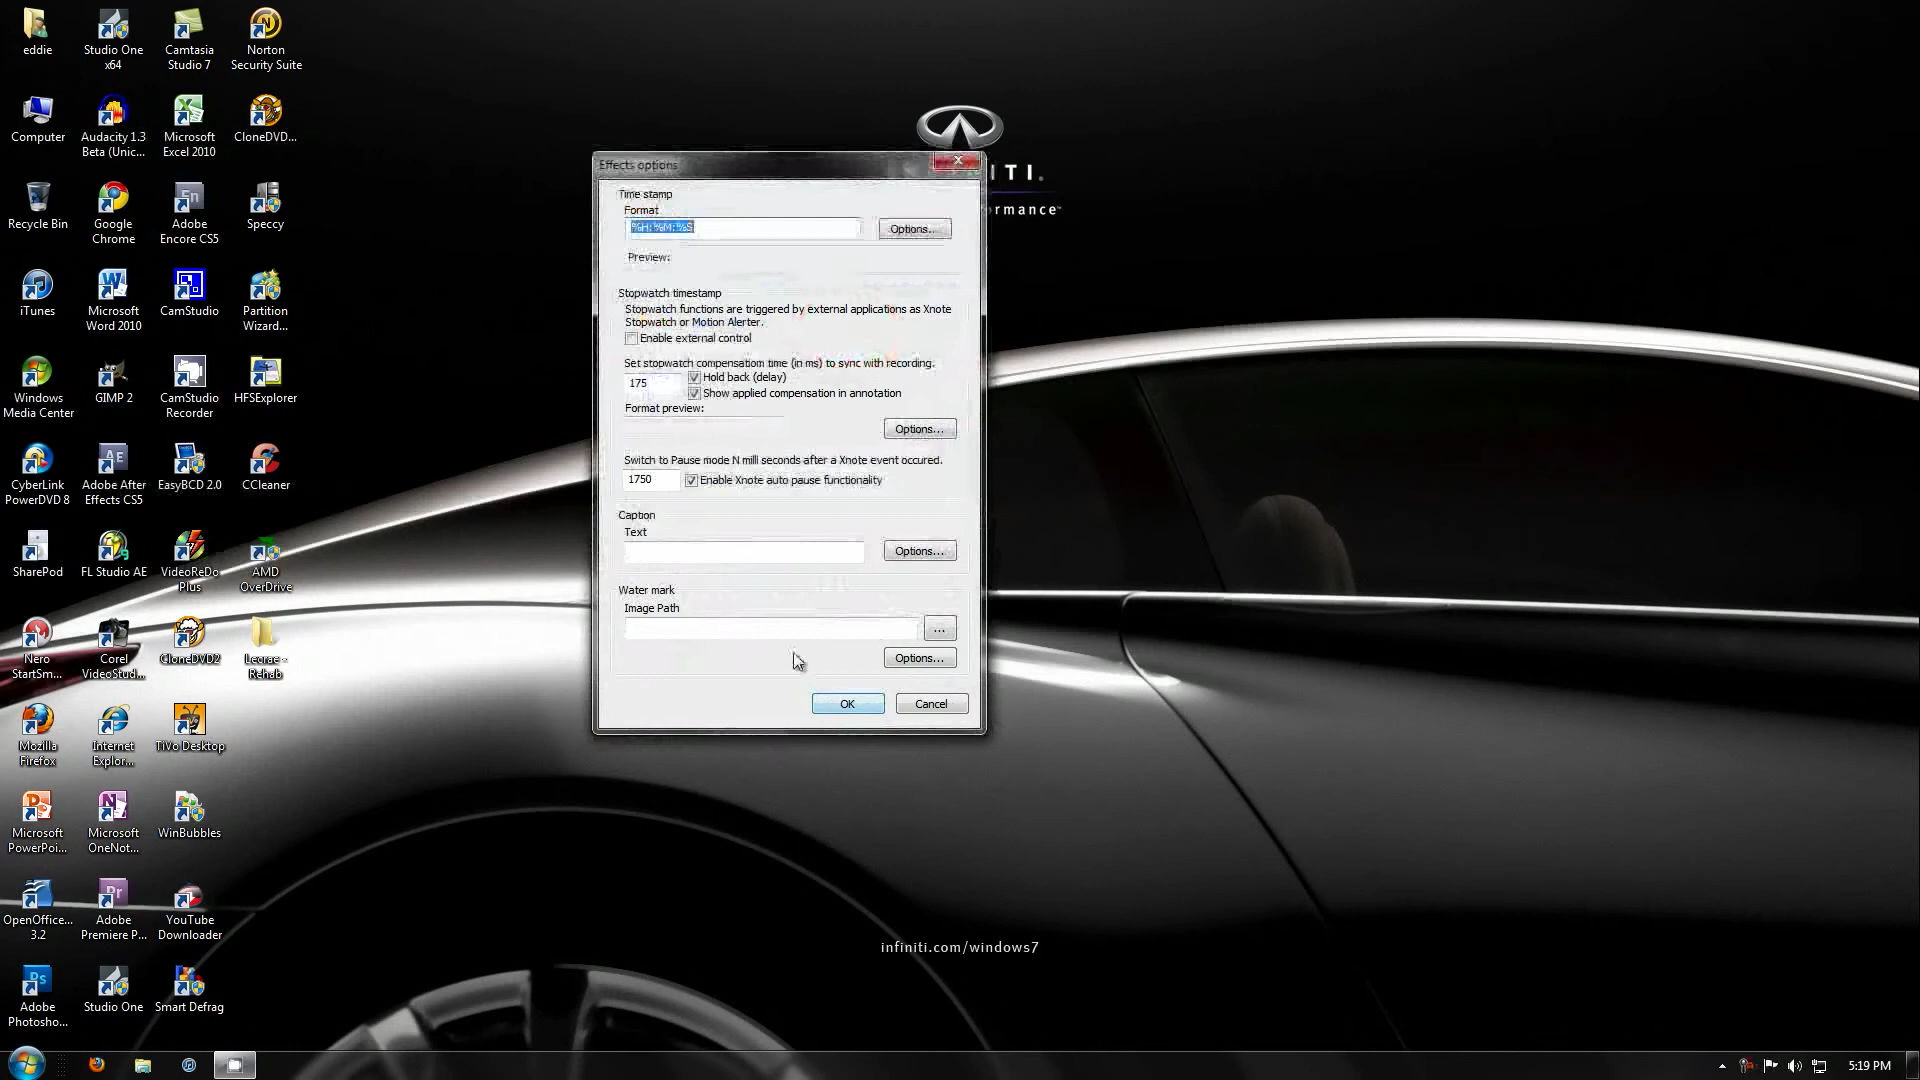 eddie
Studio One
x64
Camtasia
Studio 7
Norton
Security Suite
Computer
Audacity 1.3
Beta (Unic...
Microsoft
Excel 2010
CloneDVD...
Recycle Bin
Google
Chrome
Adobe
Encore CS5
Speccy
iTunes
Microsoft
Word 2010
CamStudio
Partition
Wizard...
Windows
Media Center
GIMP 2
CamStudio
Recorder
HFSExplorer
CyberLink
PowerDVD 8
Adobe After
Effects CS5
EasyBCD 2.0
CCleaner
SharePod
FL Studio AE
VideoReDo
Plus
AMD
OverDrive
Nero
StartSm...
Corel
VideoStud...
CloneDVD2
Lecrae -
Rehab
Mozilla
Firefox
Internet
Explor...
TiVo Desktop
Microsoft
PowerPoi...
Microsoft
OneNot...
WinBubbles
OpenOffice...
3.2
Adobe
Premiere P...
YouTube
Downloader
Adobe
Photosho...
Studio One
Smart Defrag
Effects options
Time stamp
Format
%H:%M:%S
Options...
Preview:
Stopwatch timestamp
Stopwatch functions are triggered by external applications as Xnote
Stopwatch or Motion Alerter.
Enable external control
Set stopwatch compensation time (in ms) to sync with recording.
175
Hold back (delay)
Show applied compensation in annotation
Format preview:
Options...
Switch to Pause mode N milli seconds after a Xnote event occured.
1750
Enable Xnote auto pause functionality
Caption
Text
Options...
Water mark
Image Path
...
Options...
OK
Cancel
ITI.
rmance™
infiniti.com/windows7
5:19 PM